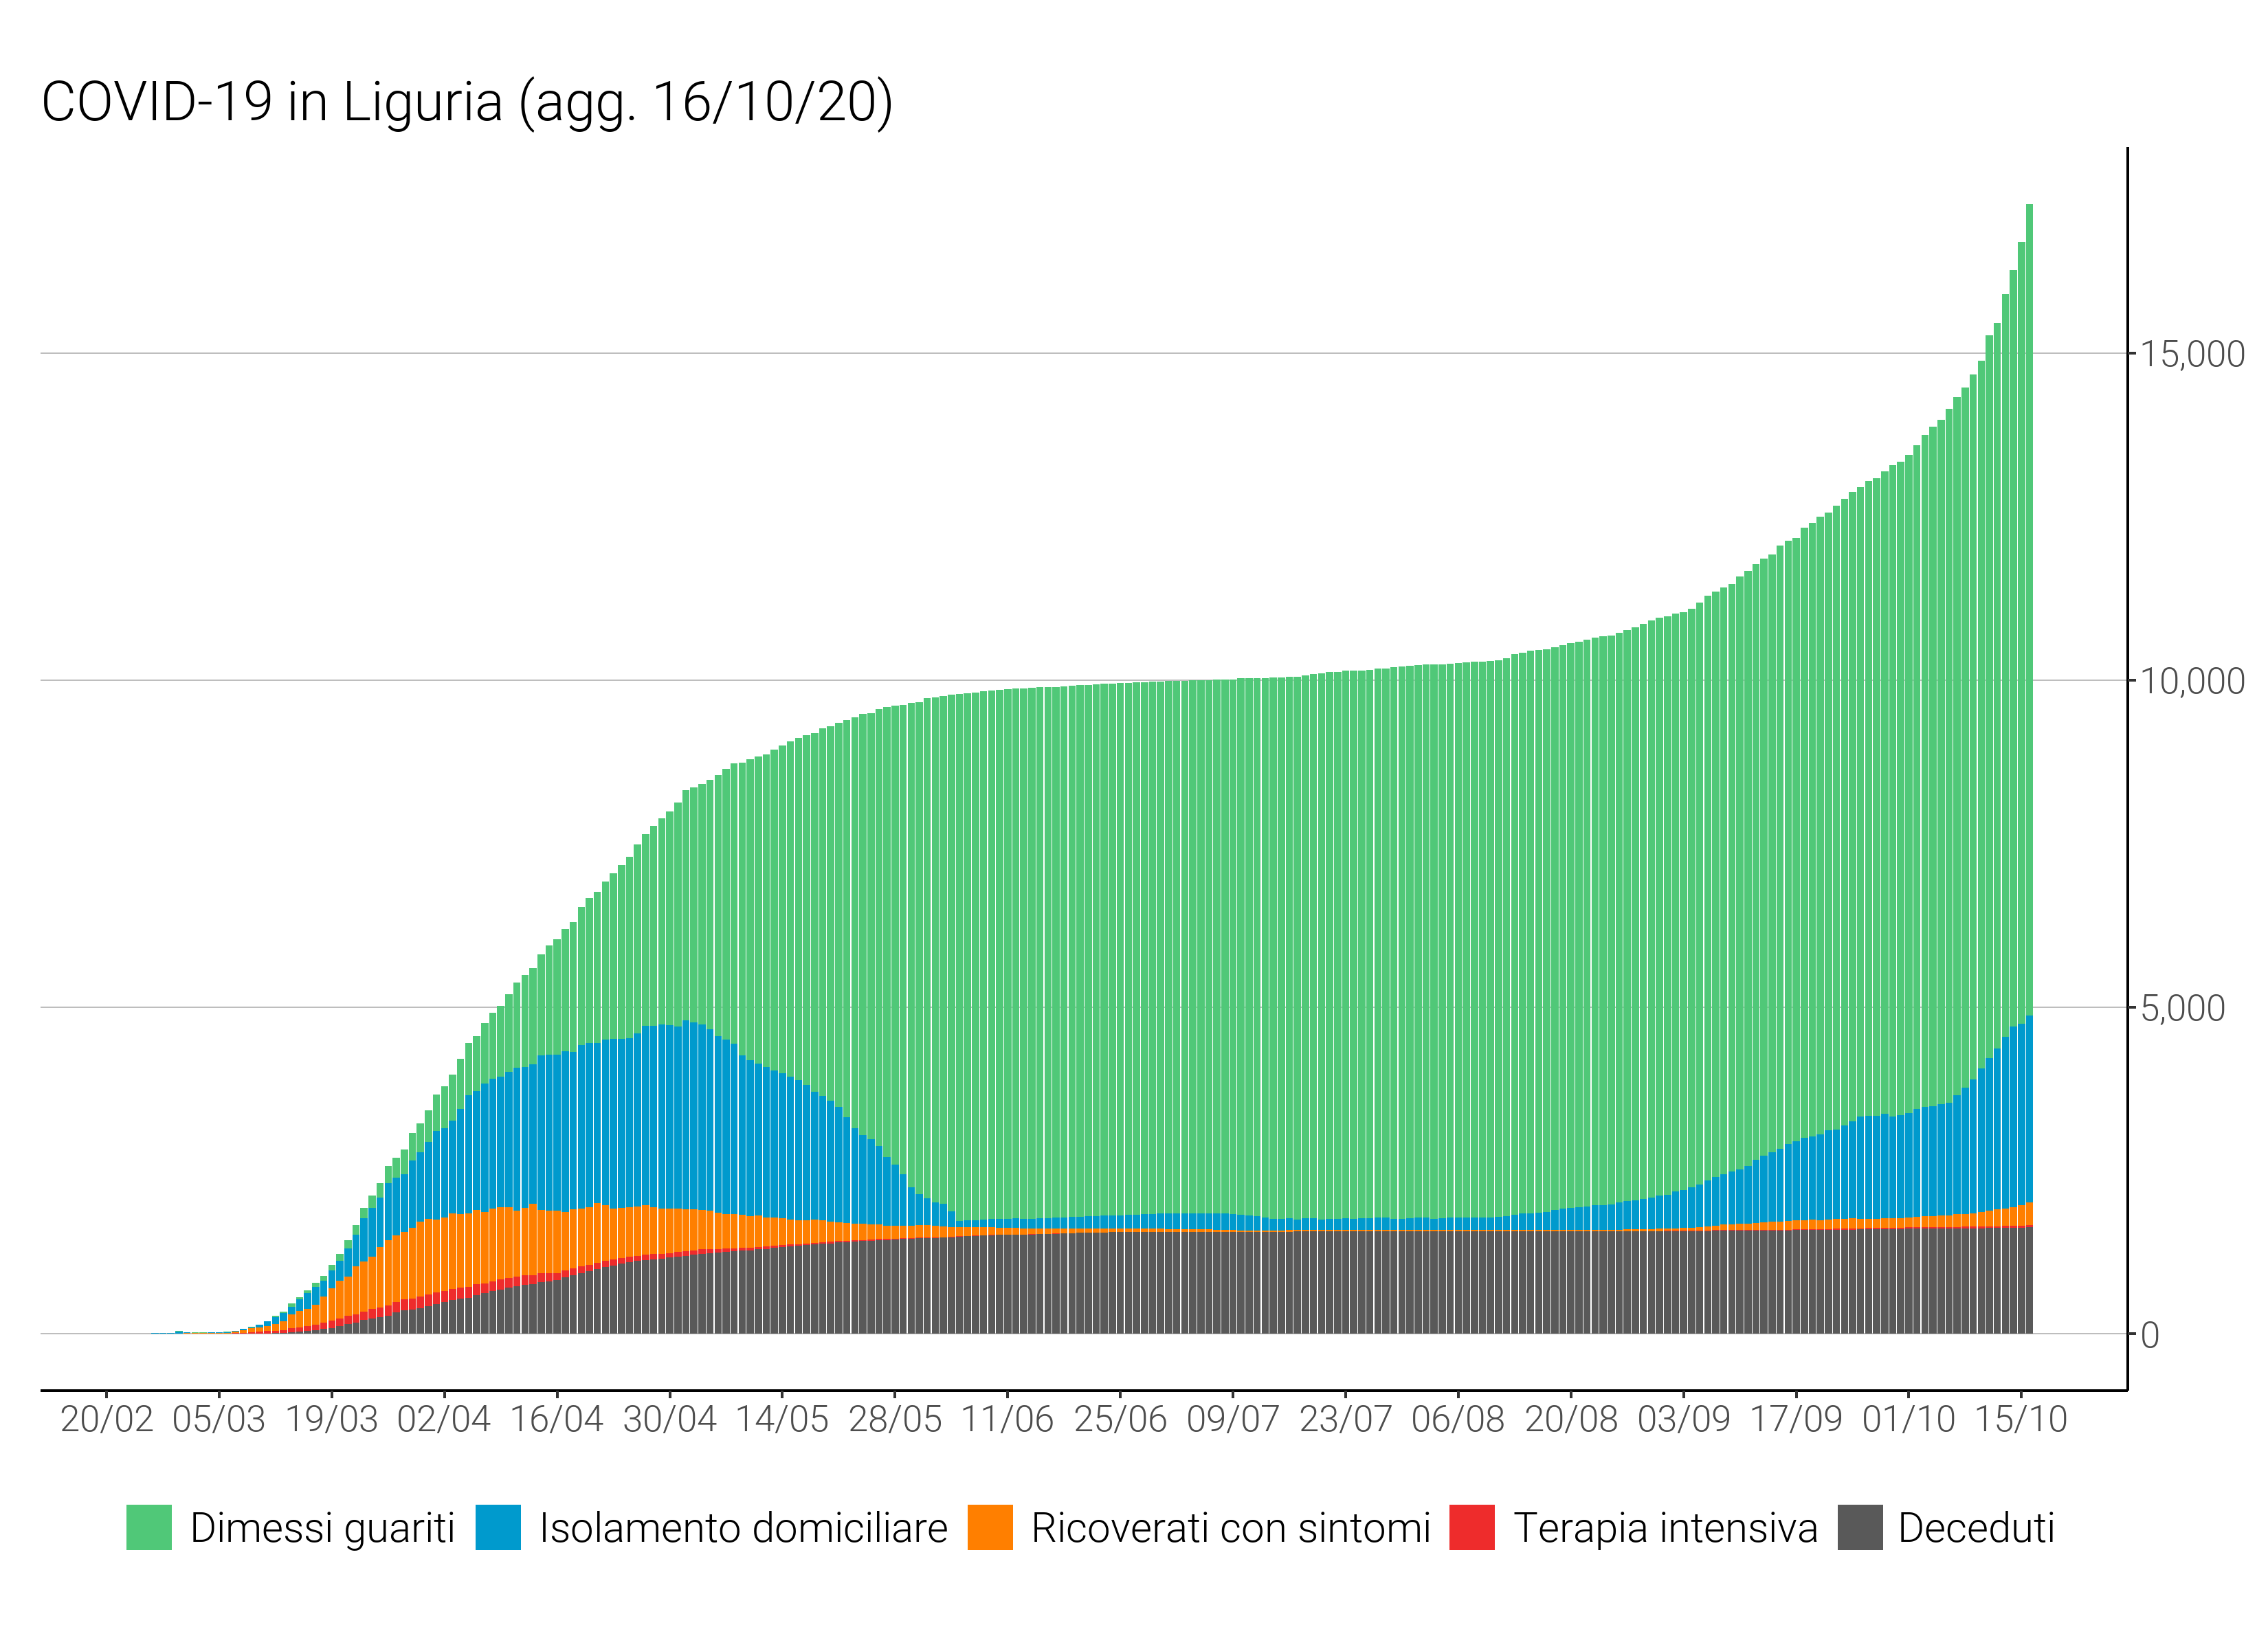 COVID-19 in Liguria (agg. 16/10/20)
15,000
10,000
5,000
0
20/02 05/03 19/03 02/04 16/04 30/04 14/05 28/05 11/06 25/06 09/07 23/07 06/08 20/08 03/09 17/09 01/10 15/10
Dimessi guariti Isolamento domiciliare Ricoverati con sintomi Terapia intensiva Deceduti